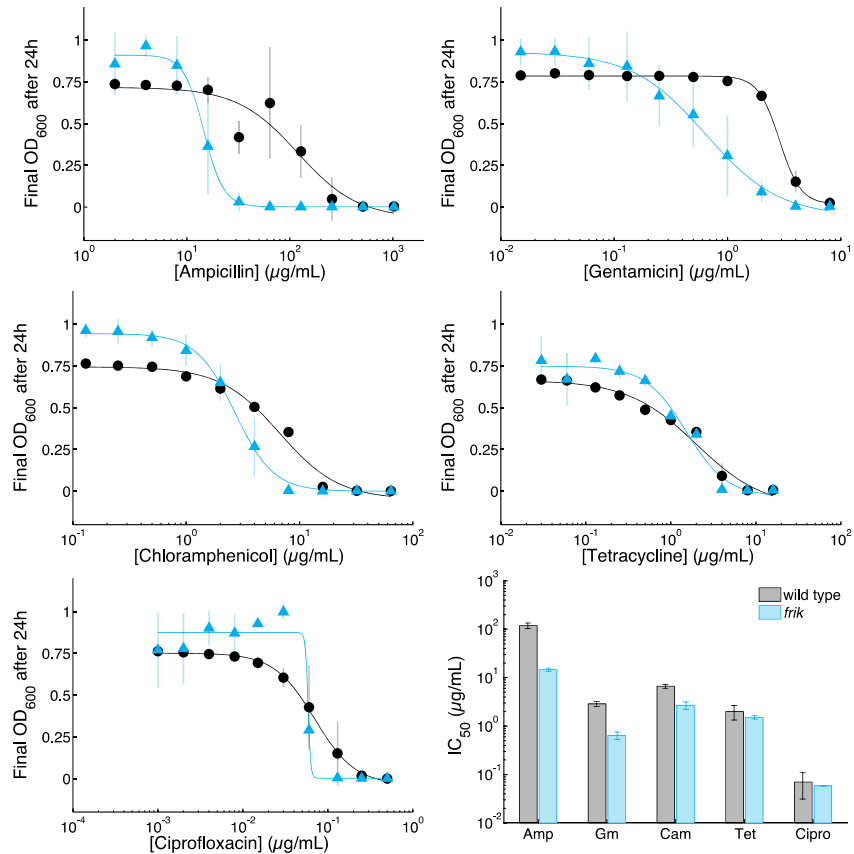 Final OD600 after 24h
1
0.75
0.5
0.25
0
10^0 10^1 10^2 10^3
[Ampicillin] (µg/mL)
Final OD600 after 24h
1
0.75
0.5
0.25
0
10^-2 10^-1 10^0 10^1
[Gentamicin] (µg/mL)
Final OD600 after 24h
1
0.75
0.5
0.25
0
10^-1 10^0 10^1 10^2
[Chloramphenicol] (µg/mL)
Final OD600 after 24h
1
0.75
0.5
0.25
0
10^-2 10^-1 10^0 10^1 10^2
[Tetracycline] (µg/mL)
Final OD600 after 24h
1
0.75
0.5
0.25
0
10^-4 10^-3 10^-2 10^-1 10^0
[Ciprofloxacin] (µg/mL)
IC50 (µg/mL)
10^3
10^2
10^1
10^0
10^-1
10^-2
wild type
frik
Amp Gm Cam Tet Cipro